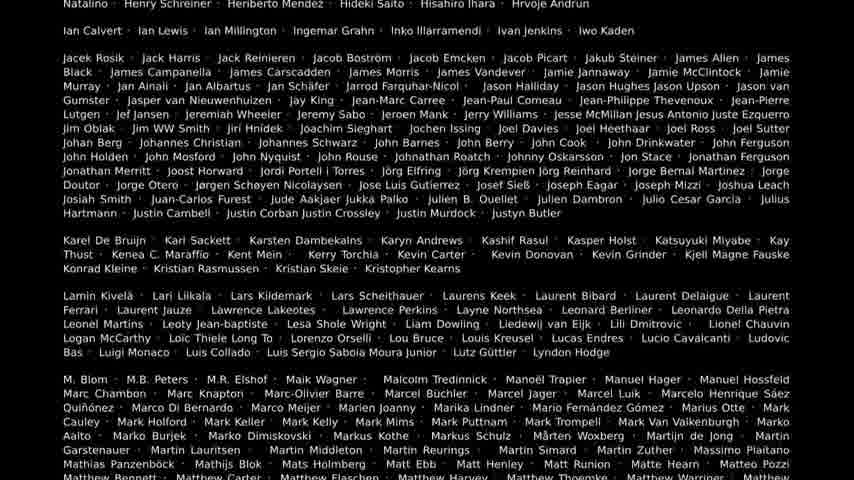 Natalino · Henry Schreiner · Heriberto Mendez · Hideki Saito · Hisahiro Ihara · Hrvoje Andrun
Ian Calvert · Ian Lewis · Ian Millington · Ingemar Grahn · Inko Illarramendi · Ivan Jenkins · Iwo Kaden
Jacek Rosik · Jack Harris · Jack Reinieren · Jacob Boström · Jacob Emcken · Jacob Picart · Jakub Steiner · James Allen · James
Black · James Campanella · James Carscadden · James Morris · James Vandever · Jamie Jannaway · Jamie McClintock · Jamie
Murray · Jan Ainali · Jan Albartus · Jan Schäfer · Jarrod Farquhar-Nicol · Jason Halliday · Jason Hughes Jason Upson · Jason van
Gumster · Jasper van Nieuwenhuizen · Jay King · Jean-Marc Carree · Jean-Paul Comeau · Jean-Philippe Thevenoux · Jean-Pierre
Lutgen · Jef Jansen · Jeremiah Wheeler · Jeremy Sabo · Jeroen Mank · Jerry Williams · Jesse McMillan Jesus Antonio Juste Ezquerro
Jim Oblak · Jim WW Smith · Jiri Hnídek · Joachim Sieghart · Jochen Issing · Joel Davies · Joel Heethaar · Joel Ross · Joel Sutter
Johan Berg · Johannes Christian · Johannes Schwarz · John Barnes · John Berry · John Cook · John Drinkwater · John Ferguson
John Holden · John Mosford · John Nyquist · John Rouse · Johnathan Roatch · Johnny Oskarsson · Jon Stace · Jonathan Ferguson
Jonathan Merritt · Joost Horward · Jordi Portell i Torres · Jörg Elfring · Jörg Krempien Jörg Reinhard · Jorge Bernal Martinez · Jorge
Doutor · Jorge Otero · Jørgen Schøyen Nicolaysen · Jose Luis Gutierrez · Josef Sieß · Joseph Eagar · Joseph Mizzi · Joshua Leach
Josiah Smith · Juan-Carlos Furest · Jude Aakjaer Jukka Palko · Julien B. Ouellet · Julien Dambron · Julio Cesar Garcia · Julius
Hartmann · Justin Cambell · Justin Corban Justin Crossley · Justin Murdock · Justyn Butler
Karel De Bruijn · Kari Sackett · Karsten Dambekalns · Karyn Andrews · Kashif Rasul · Kasper Holst · Katsuyuki Miyabe · Kay
Thust · Kenea C. Maraffio · Kent Mein · Kerry Torchia · Kevin Carter · Kevin Donovan · Kevin Grinder · Kjell Magne Fauske
Konrad Kleine · Kristian Rasmussen · Kristian Skeie · Kristopher Kearns
Lamin Kivelä · Lari Liikala · Lars Kildemark · Lars Scheithauer · Laurens Keek · Laurent Bibard · Laurent Delaigue · Laurent
Ferrari · Laurent Jauze · Lawrence Lakeotes · Lawrence Perkins · Layne Northsea · Leonard Berliner · Leonardo Della Pietra
Leonel Martins · Leoty Jean-baptiste · Lesa Shole Wright · Liam Dowling · Liedewij van Eijk · Lili Dmitrovic · Lionel Chauvin
Logan McCarthy · Loïc Thiele Long To · Lorenzo Orselli · Lou Bruce · Louis Kreusel · Lucas Endres · Lucio Cavalcanti · Ludovic
Bas · Luigi Monaco · Luis Collado · Luis Sergio Saboia Moura Junior · Lutz Güttler · Lyndon Hodge
M. Blom · M.B. Peters · M.R. Elshof · Maik Wagner · Malcolm Tredinnick · Manoël Trapier · Manuel Hager · Manuel Hossfeld
Marc Chambon · Marc Knapton · Marc-Olivier Barre · Marcel Büchler · Marcel Jager · Marcel Luik · Marcelo Henrique Sáez
Quiñónez · Marco Di Bernardo · Marco Meijer · Marien Joanny · Marika Lindner · Mario Fernández Gómez · Marius Otte · Mark
Cauley · Mark Holford · Mark Keller · Mark Kelly · Mark Mims · Mark Puttnam · Mark Trompell · Mark Van Valkenburgh · Marko
Aalto · Marko Burjek · Marko Dimiskovski · Markus Kothe · Markus Schulz · Mårten Woxberg · Martijn de Jong · Martin
Garstenauer · Martin Lauritsen · Martin Middleton · Martin Reurings · Martin Simard · Martin Zuther · Massimo Piaitano
Mathias Panzenböck · Mathijs Blok · Mats Holmberg · Matt Ebb · Matt Henley · Matt Runion · Matte Hearn · Matteo Pozzi
Matthew Bennett · Matthew Carter · Matthew Flaschen · Matthew Harvey · Matthew Thoemke · Matthew Warriner · Matthew